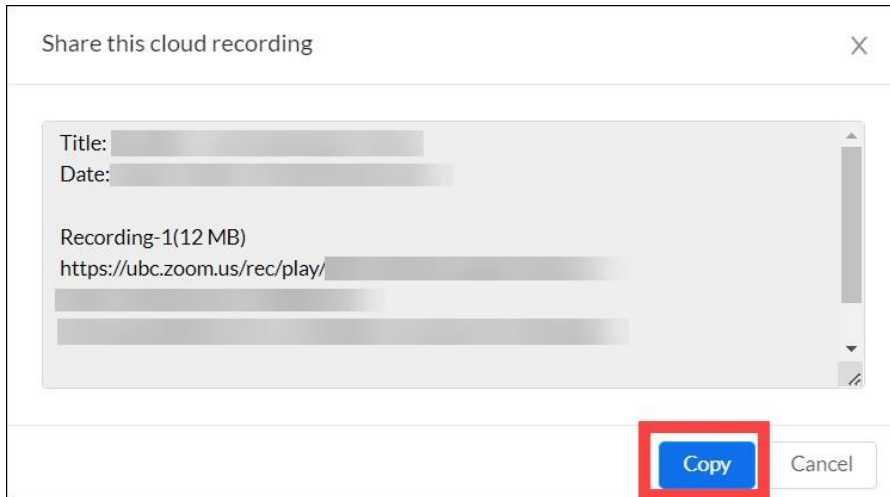 Share this cloud recording
Title:
Date:
Recording-1(12 MB)
https://ubc.zoom.us/rec/play/
Copy
Cancel